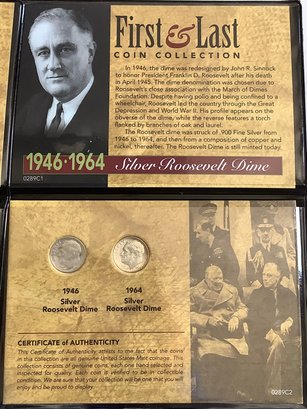 First & Last
COIN COLLECTION
In 1946, the dime was redesigned by John R. Sinnock
to honor President Franklin D. Roosevelt after his death
in April 1945. The dime denomination was chosen due to
Roosevelt's close association with the March of Dimes
Foundation. Despite having polio and being confined to a
wheelchair, Roosevelt led the country through the Great
Depression and World War II. His profile appears on the
obverse of the dime, while the reverse features a torch
flanked by branches of oak and laurel.
The Roosevelt dime was struck of .900 Fine Silver from
1946 to 1964, and then from a composition of copper
and nickel, thereafter. The Roosevelt Dime is still minted today.
1946·1964 Silver Roosevelt Dime
0289C1
1946
Silver
Roosevelt Dime
1964
Silver
Roosevelt Dime
CERTIFICATE of AUTHENTICITY
This Certificate of Authenticity attests to the fact that the coins in
this collection are all genuine United States Mint coinage. This
collection consists of genuine coins, each one hand selected and
inspected for quality. Each coin is verified to be in collectible
condition. We are sure that your collection will be one that you will
enjoy and be proud to display.
0289C2